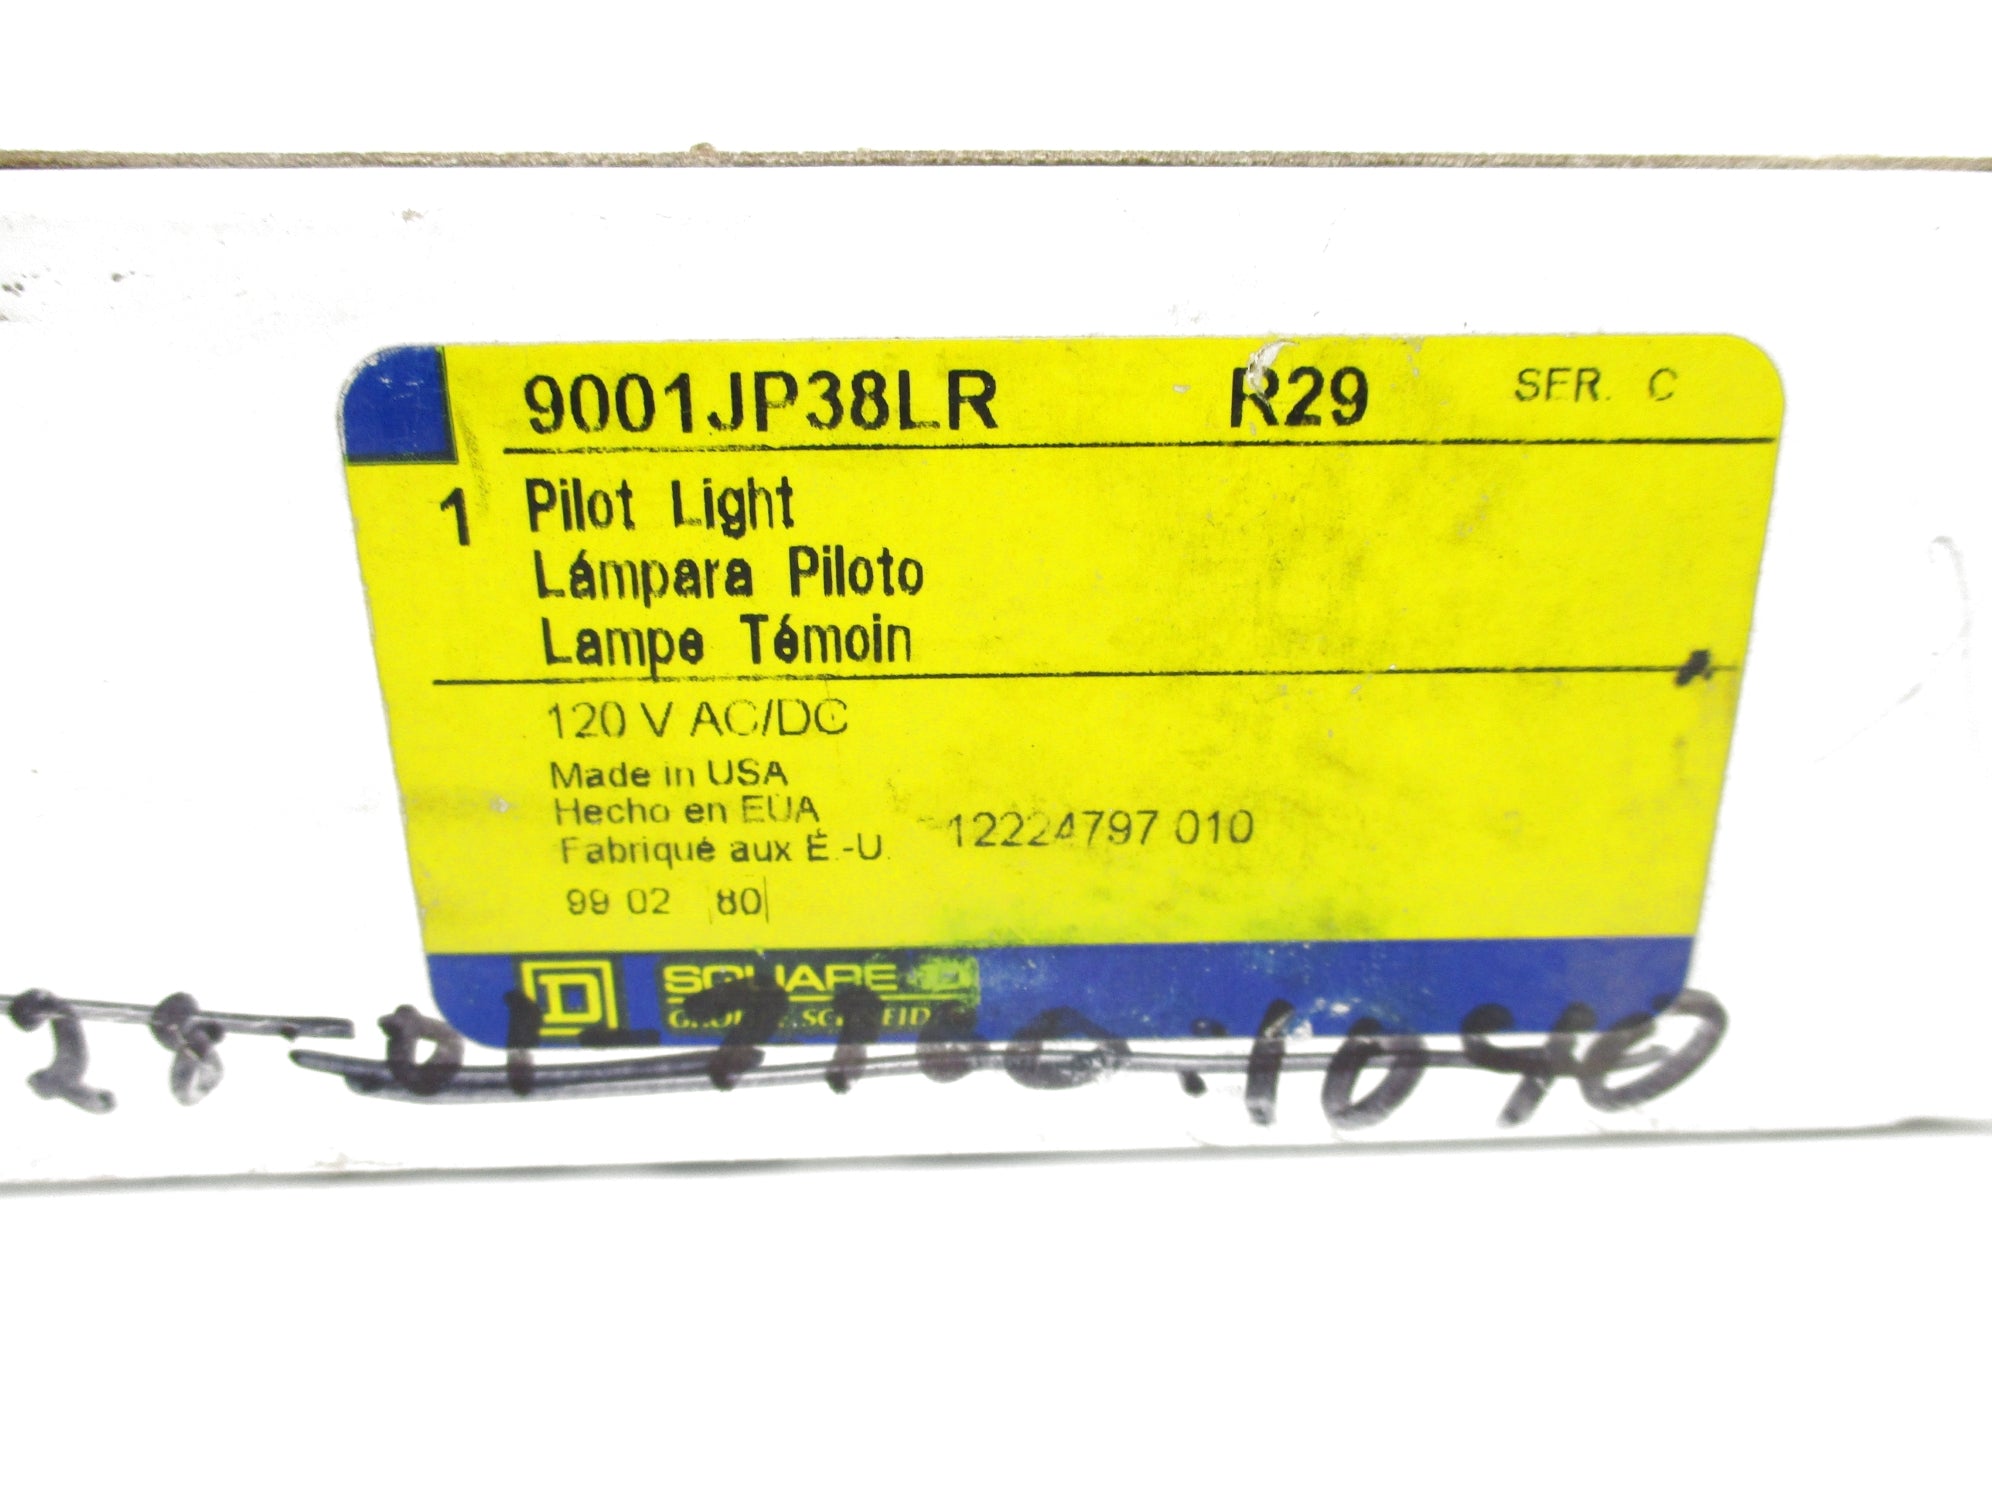 9001JP38LR R29 SER. C
1 Pilot Light
Lámpara Piloto
Lampe Témoin
120 V AC/DC
Made in USA
Hecho en EUA
Fabriqué aux É.-U. 12224797 010
99 02 80
D SQUARE D